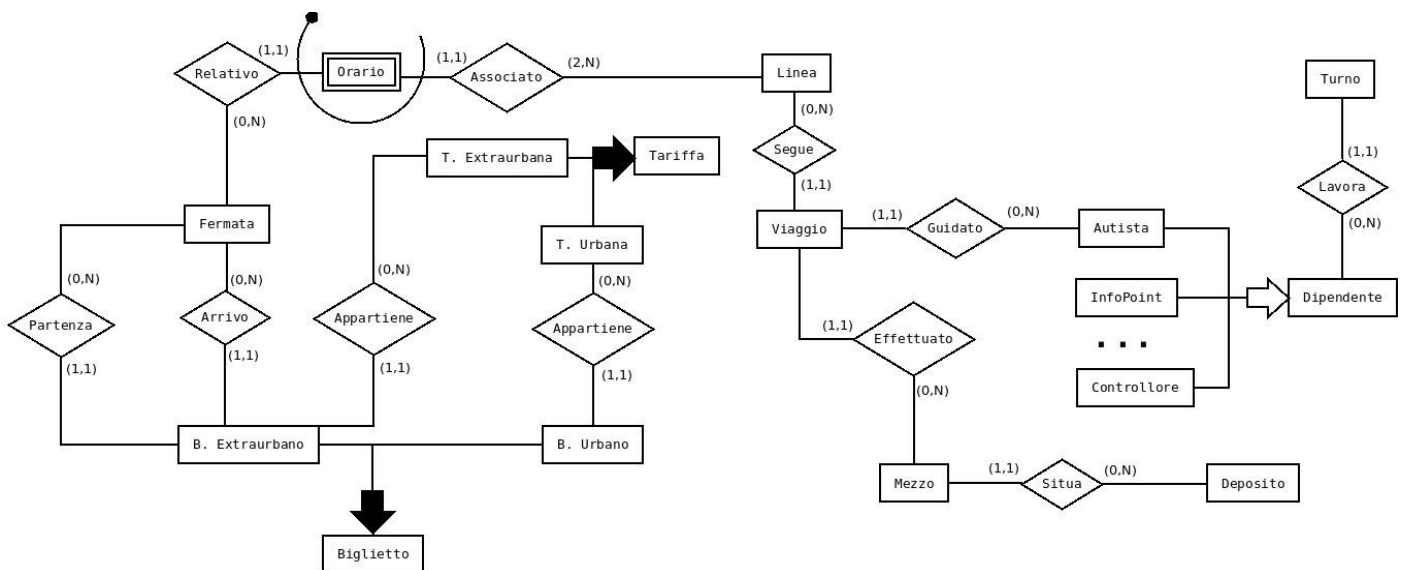 (1,1)
Relativo
Orario
(1,1)
Associato
(2,N)
Linea
Turno
(0,N)
(0,N)
Segue
(1,1)
T. Extraurbana
Tariffa
(1,1)
Lavora
(0,N)
Fermata
Viaggio
(1,1)
Guidato
(0,N)
Autista
T. Urbana
(0,N)
(0,N)
(0,N)
(0,N)
InfoPoint
Dipendente
Partenza
Arrivo
Appartiene
Appartiene
(1,1)
Effettuato
...
(1,1)
(1,1)
(1,1)
(1,1)
(0,N)
Controllore
B. Extraurbano
B. Urbano
Mezzo
(1,1)
Situa
(0,N)
Deposito
Biglietto